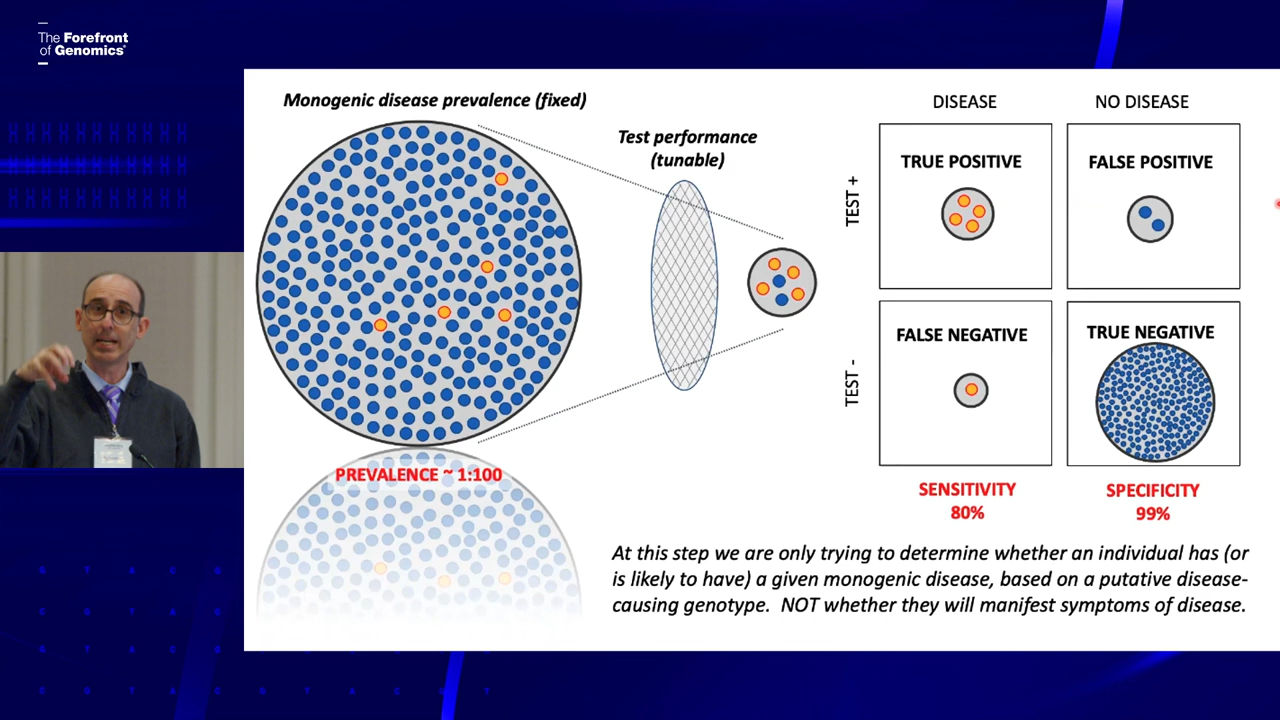 The Forefront
of Genomics®
Monogenic disease prevalence (fixed)
Test performance
(tunable)
DISEASE
NO DISEASE
TEST +
TRUE POSITIVE
FALSE POSITIVE
TEST -
FALSE NEGATIVE
TRUE NEGATIVE
PREVALENCE ~ 1:100
SENSITIVITY
80%
SPECIFICITY
99%
At this step we are only trying to determine whether an individual has (or
is likely to have) a given monogenic disease, based on a putative disease-
causing genotype. NOT whether they will manifest symptoms of disease.